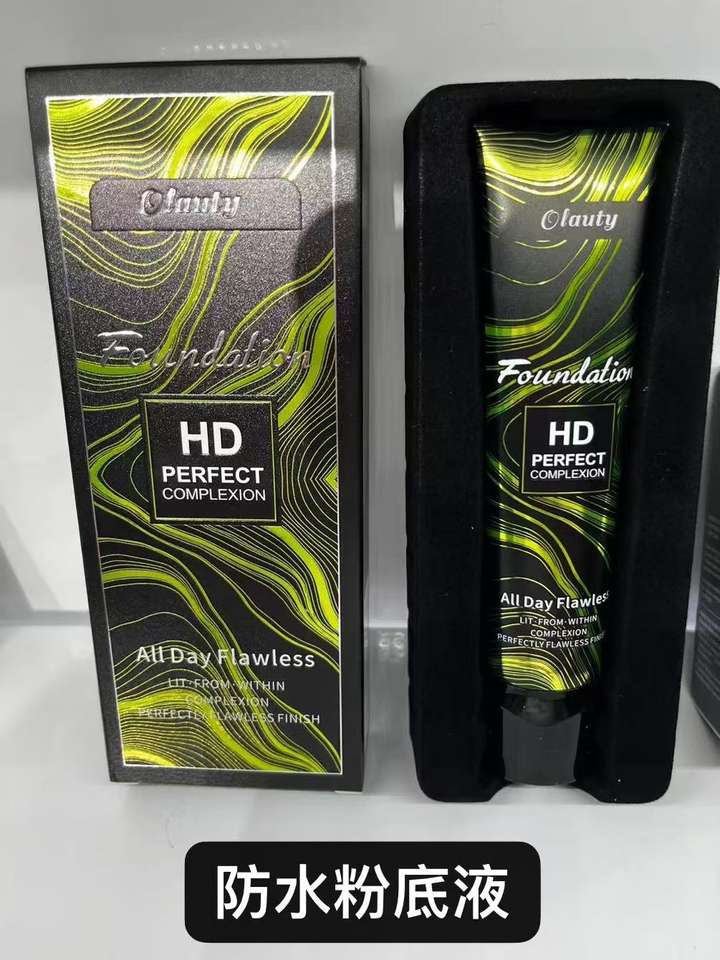 Olauty
Foundation
HD
PERFECT
COMPLEXION
All Day Flawless
LIT·FROM·WITHIN
COMPLEXION
PERFECTLY FLAWLESS FINISH
Olauty
Foundation
HD
PERFECT
COMPLEXION
All Day Flawless
LIT·FROM·WITHIN
COMPLEXION
PERFECTLY FLAWLESS FINISH
防水粉底液